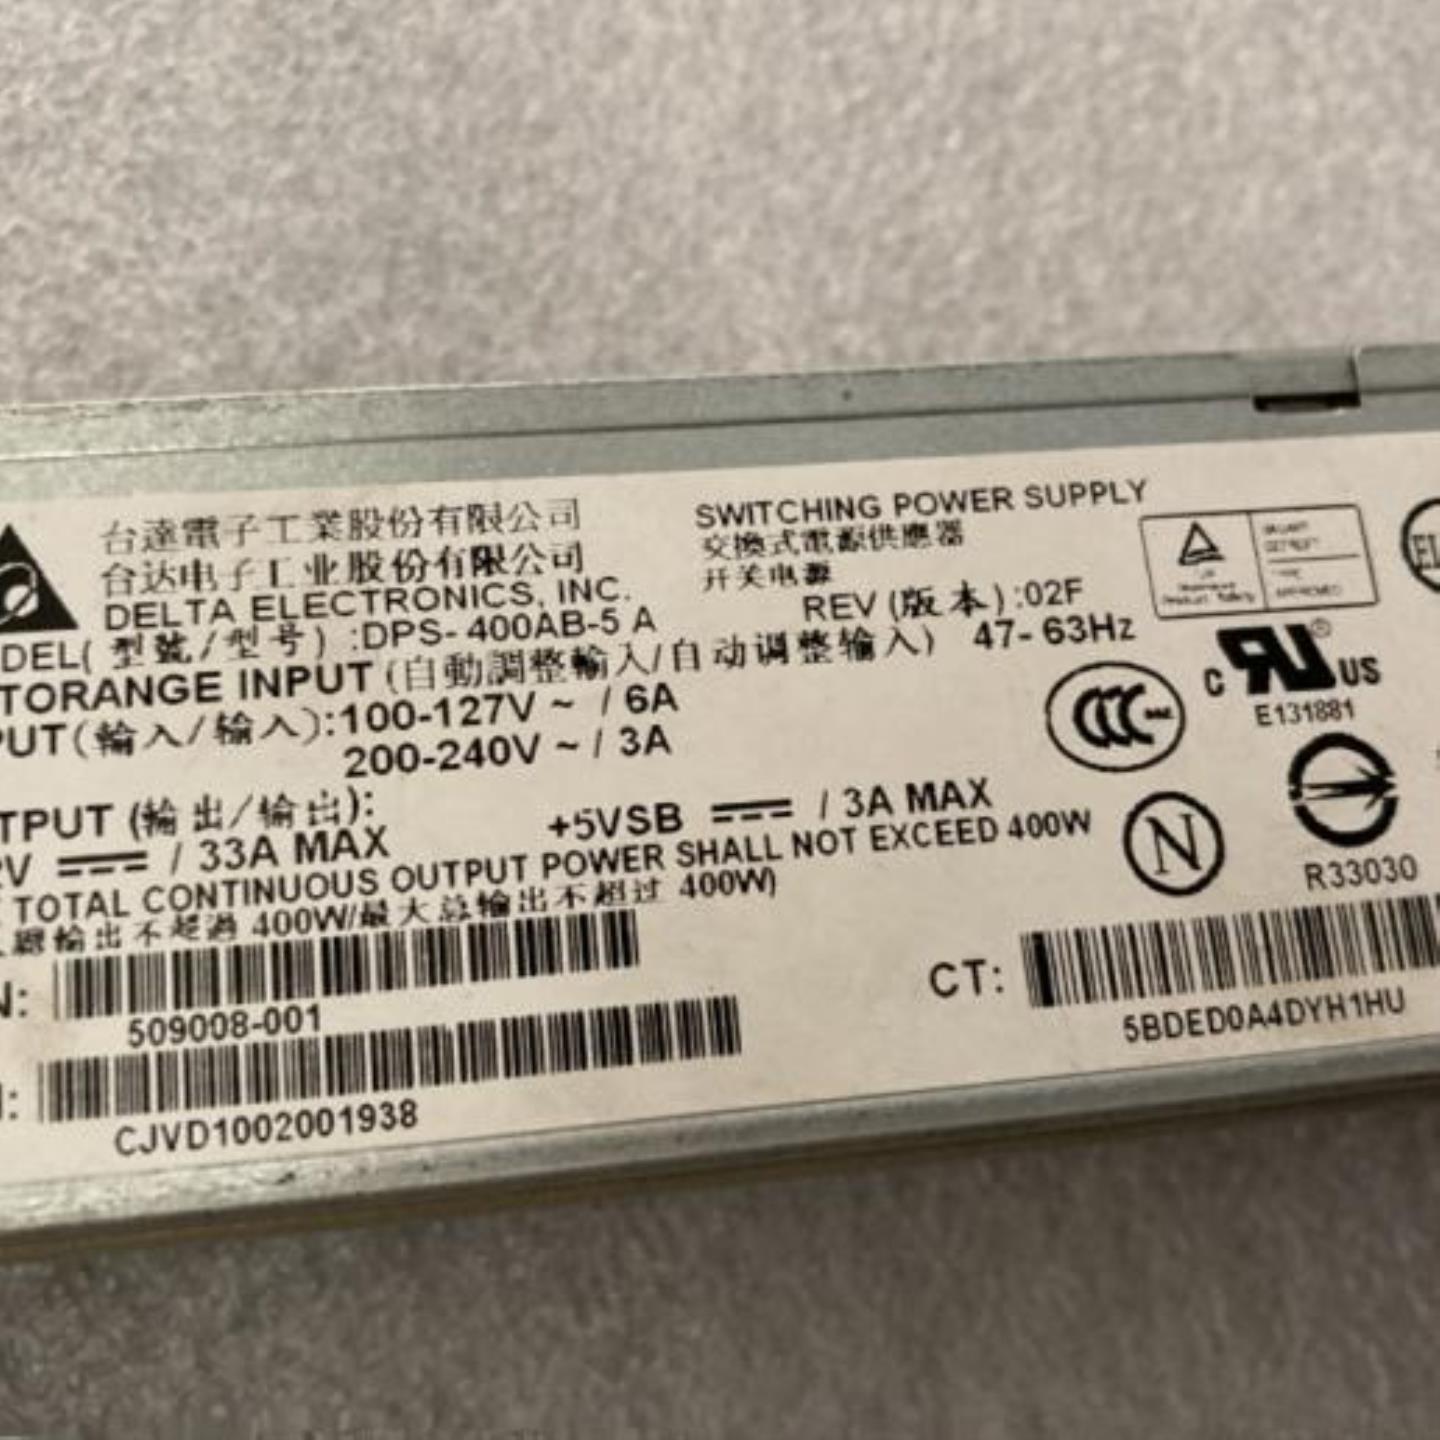 台達電子工業股份有限公司
台达电子工业股份有限公司
DELTA ELECTRONICS, INC.
DEL( 型號/型号) :DPS-400AB-5 A
SWITCHING POWER SUPPLY
交換式電源供應器
开关电源
REV (版本) :02F
TORANGE INPUT (自動調整輸入/自动调整输入) 47-63Hz
PUT(輸入/输入):100-127V ~ / 6A
200-240V ~ / 3A
TPUT (輸出/输出):
V ⎓ / 33A MAX +5VSB ⎓ / 3A MAX
TOTAL CONTINUOUS OUTPUT POWER SHALL NOT EXCEED 400W
總輸出不超過 400W/最大总输出不超过 400W)
N:
509008-001
CJVD1002001938
CT:
5BDED0A4DYH1HU
TYPE
APPROVED
c RU ® US
E131881
CCC
N
R33030
EL